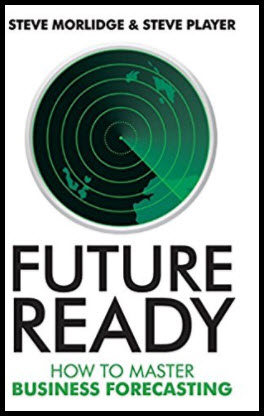 STEVE MORLIDGE & STEVE PLAYER
FUTURE
READY
HOW TO MASTER
BUSINESS FORECASTING